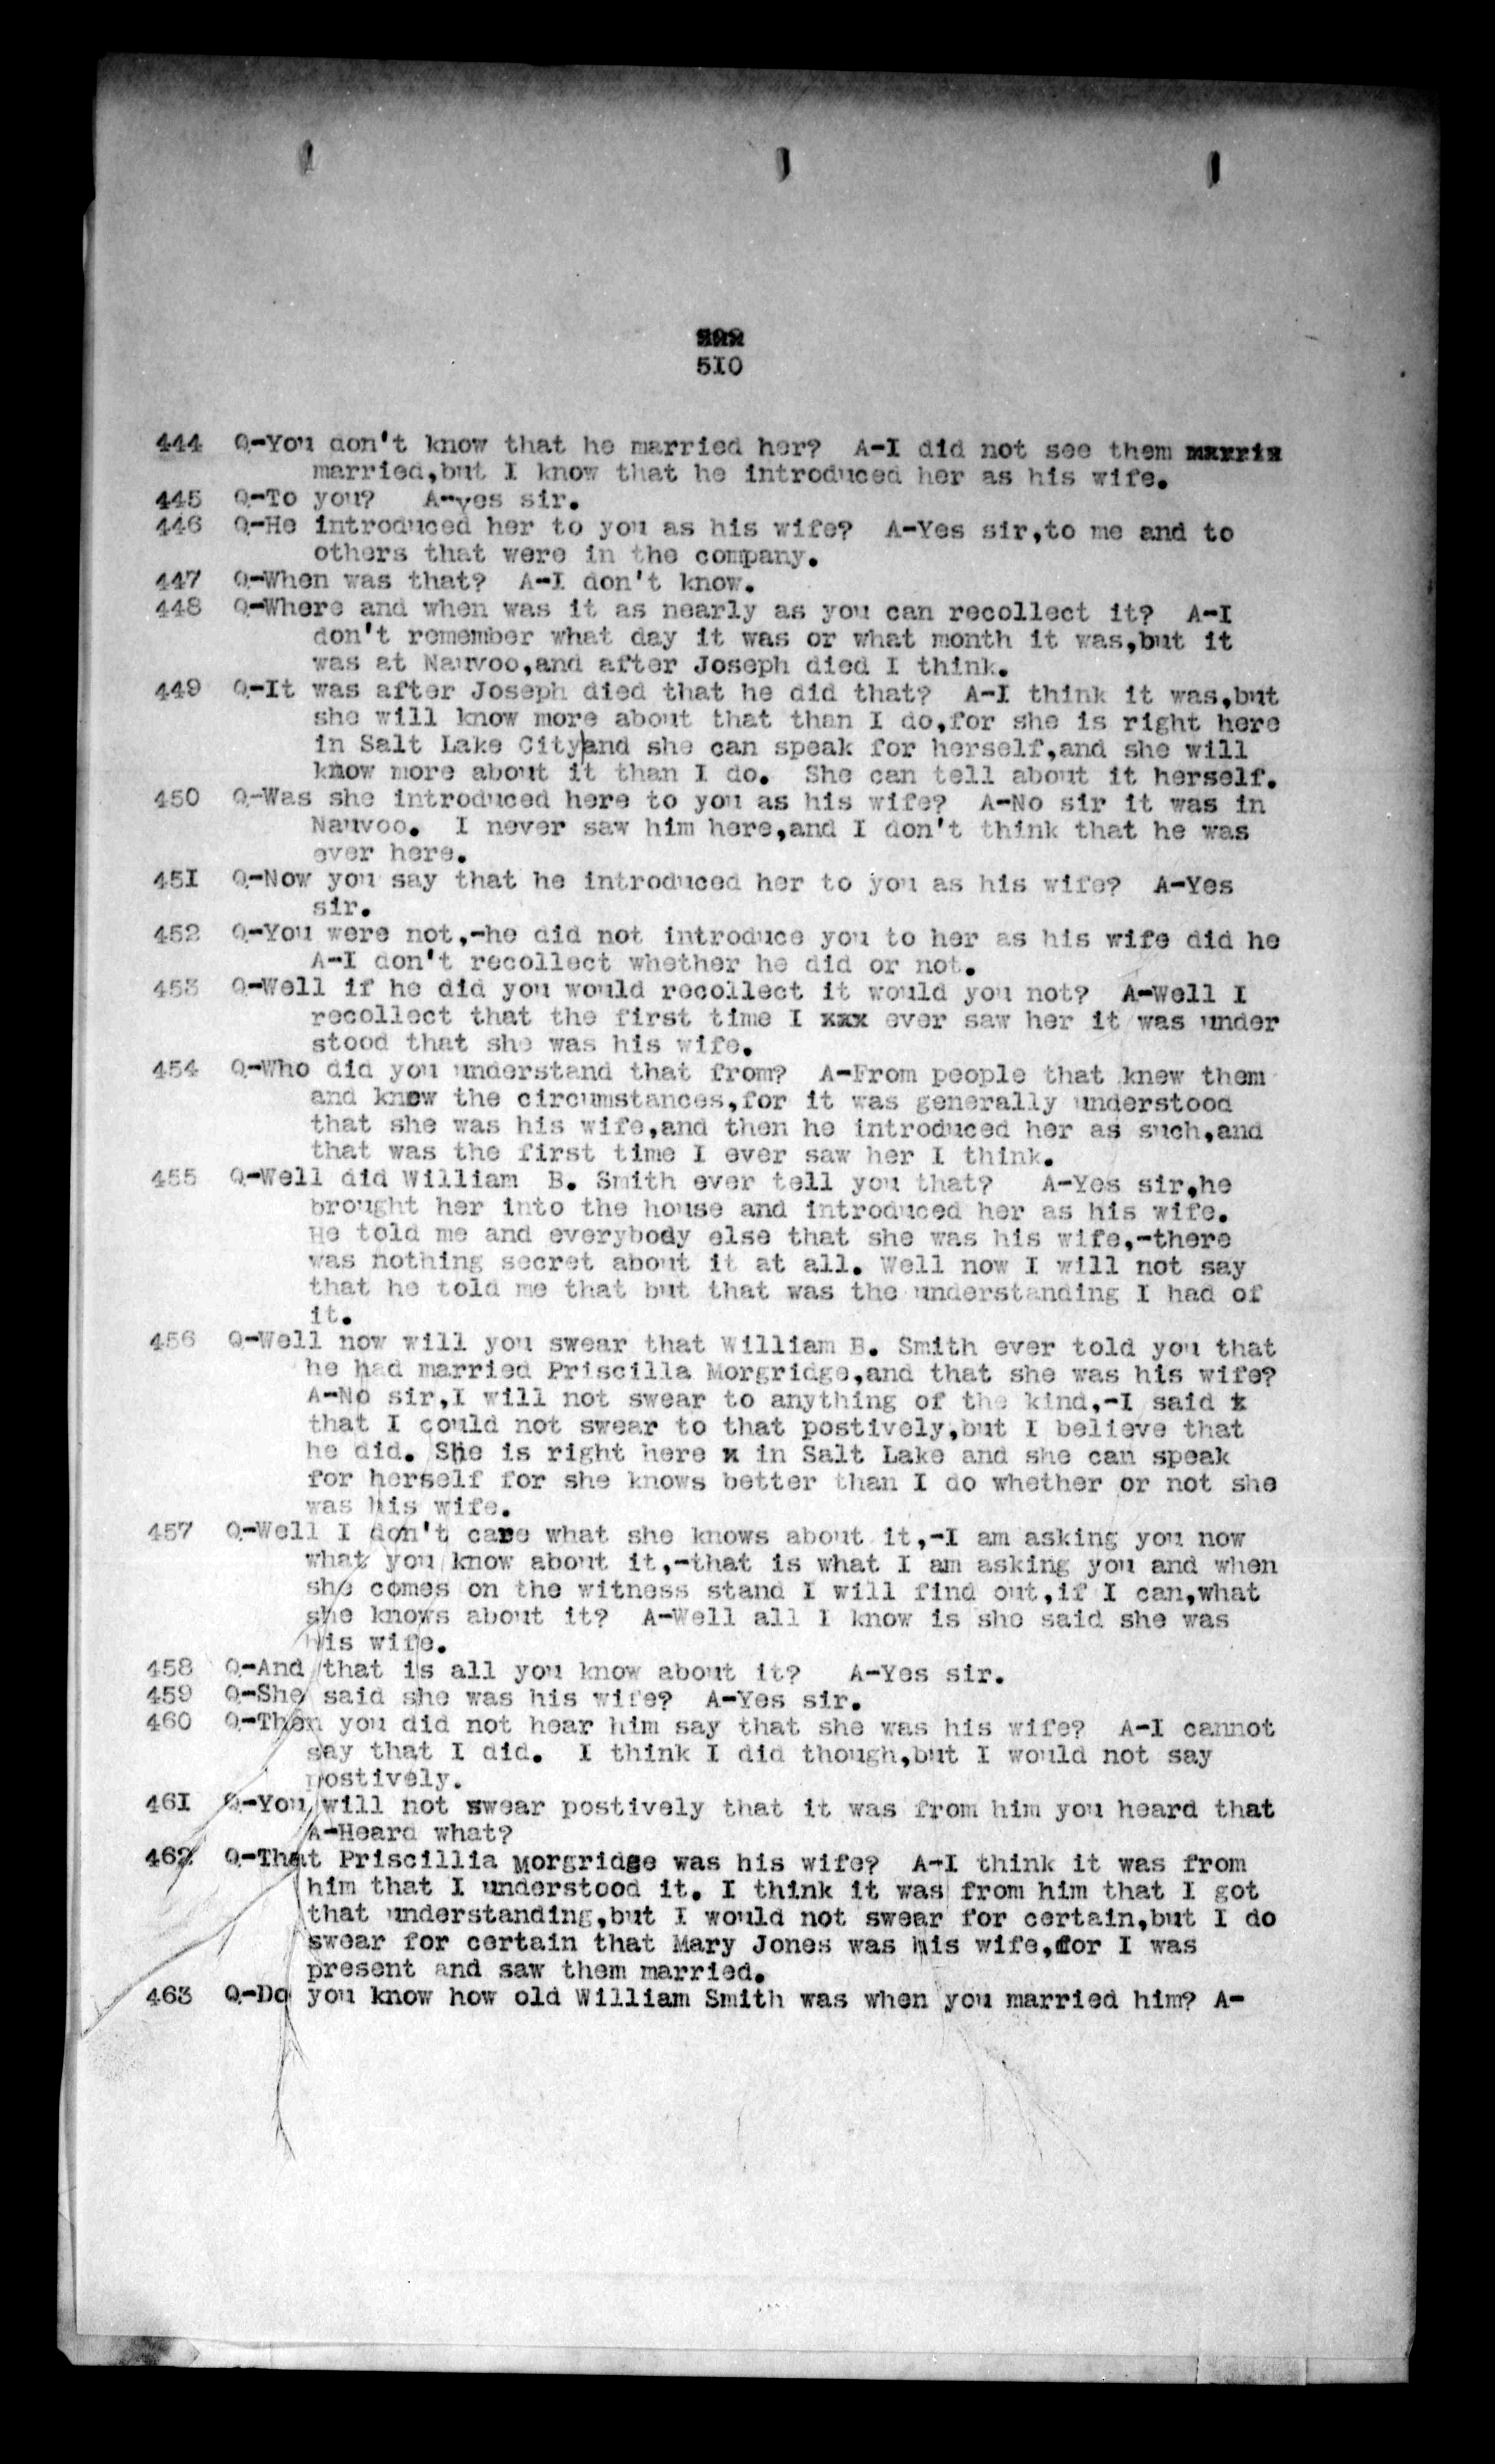 510
444 Q-You don't know that he married her? A-I did not see them
married,but I know that he introduced her as his wife.
445 Q-To you? A-yes sir.
446 Q-He introduced her to you as his wife? A-Yes sir,to me and to
others that were in the company.
447 Q-When was that? A-I don't know.
448 Q-Where and when was it as nearly as you can recollect it? A-I
don't remember what day it was or what month it was,but it
was at Nauvoo,and after Joseph died I think.
449 Q-It was after Joseph died that he did that? A-I think it was,but
she will know more about that than I do,for she is right here
in Salt Lake City and she can speak for herself,and she will
know more about it than I do. She can tell about it herself.
450 Q-Was she introduced here to you as his wife? A-No sir it was in
Nauvoo. I never saw him here,and I don't think that he was
ever here.
451 Q-Now you say that he introduced her to you as his wife? A-Yes
sir.
452 Q-You were not,-he did not introduce you to her as his wife did he
A-I don't recollect whether he did or not.
453 Q-Well if he did you would recollect it would you not? A-Well I
recollect that the first time I xxx ever saw her it was under
stood that she was his wife.
454 Q-Who did you understand that from? A-From people that knew them
and knew the circumstances,for it was generally understood
that she was his wife,and then he introduced her as such,and
that was the first time I ever saw her I think.
455 Q-Well did William B. Smith ever tell you that? A-Yes sir,he
brought her into the house and introduced her as his wife.
He told me and everybody else that she was his wife,-there
was nothing secret about it at all. Well now I will not say
that he told me that but that was the understanding I had of
it.
456 Q-Well now will you swear that William B. Smith ever told you that
he had married Priscilla Morgridge,and that she was his wife?
A-No sir,I will not swear to anything of the kind,-I said x
that I could not swear to that postively,but I believe that
he did. She is right here x in Salt Lake and she can speak
for herself for she knows better than I do whether or not she
was his wife.
457 Q-Well I don't care what she knows about it,-I am asking you now
what you know about it,-that is what I am asking you and when
she comes on the witness stand I will find out,if I can,what
she knows about it? A-Well all I know is she said she was
his wife.
458 Q-And that is all you know about it? A-Yes sir.
459 Q-She said she was his wife? A-Yes sir.
460 Q-Then you did not hear him say that she was his wife? A-I cannot
say that I did. I think I did though,but I would not say
postively.
461 Q-You will not swear postively that it was from him you heard that
A-Heard what?
462 Q-That Priscillia Morgridge was his wife? A-I think it was from
him that I understood it. I think it was from him that I got
that understanding,but I would not swear for certain,but I do
swear for certain that Mary Jones was his wife,for I was
present and saw them married.
463 Q-Do you know how old William Smith was when you married him? A-